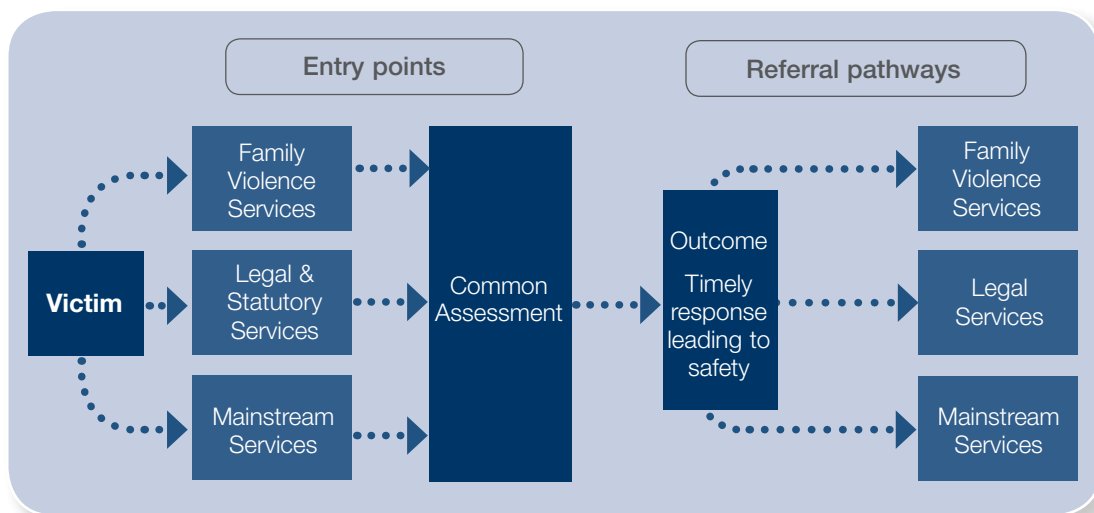 Entry points
Referral pathways
Victim
Family
Violence
Services
Legal &
Statutory
Services
Mainstream
Services
Common
Assessment
Outcome
Timely
response
leading to
safety
Family
Violence
Services
Legal
Services
Mainstream
Services